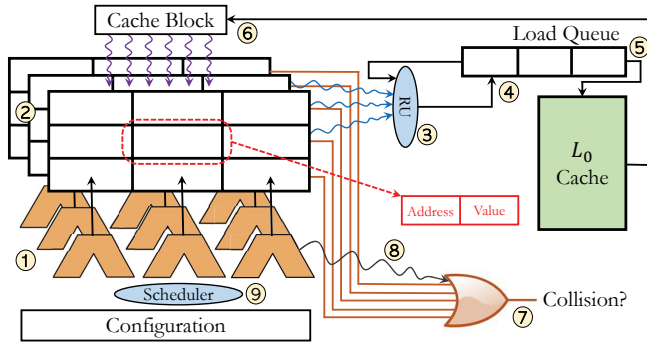 Cache Block
⑥
Load Queue
⑤
②
RU
③
④
L₀
Cache
Address Value
①
⑧
Scheduler ⑨
Configuration
⑦
Collision?